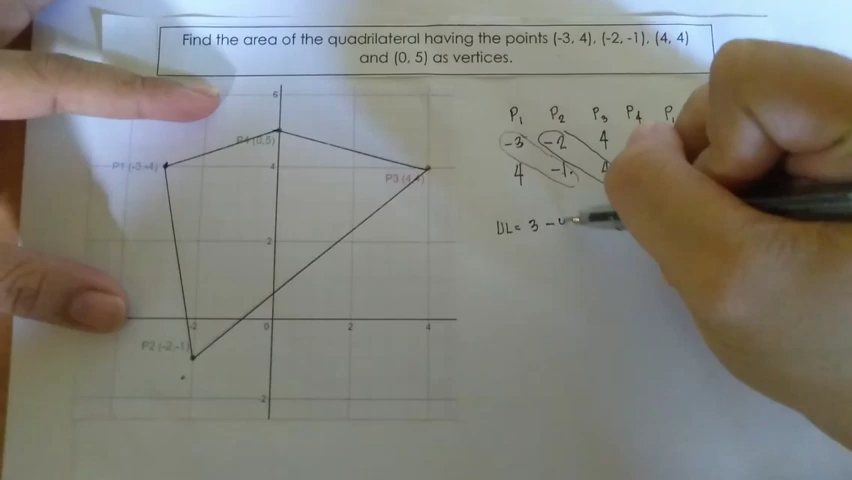 Find the area of the quadrilateral having the points (-3, 4), (-2, -1), (4, 4)
and (0, 5) as vertices.
6
P4 (0,5)
P1 (-3,4)
4
P3 (4,4)
2
-2
0
2
4
P2 (-2,-1)
-2
P1 P2 P3 P4 P1
-3 -2 4
4 -1 4
DL= 3 -